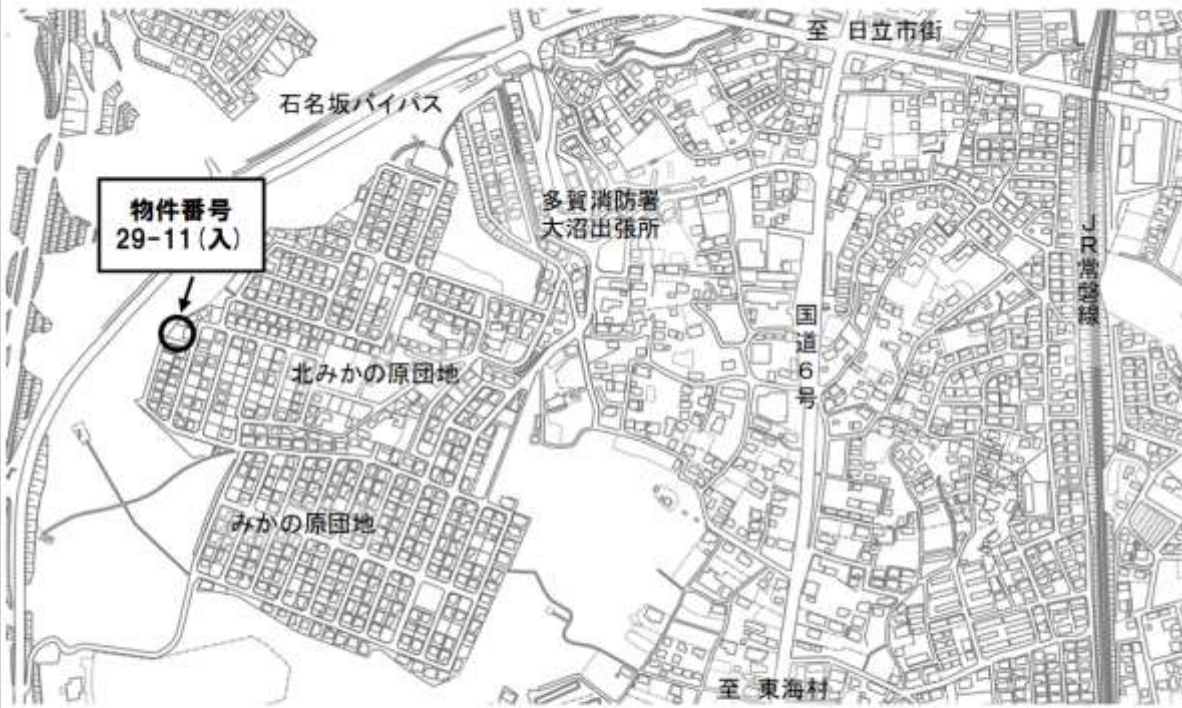 至 日立市街
石名坂バイパス
物件番号
29-11(入)
多賀消防署
大沼出張所
JR常磐線
国道6号
北みかの原団地
みかの原団地
至 東海村